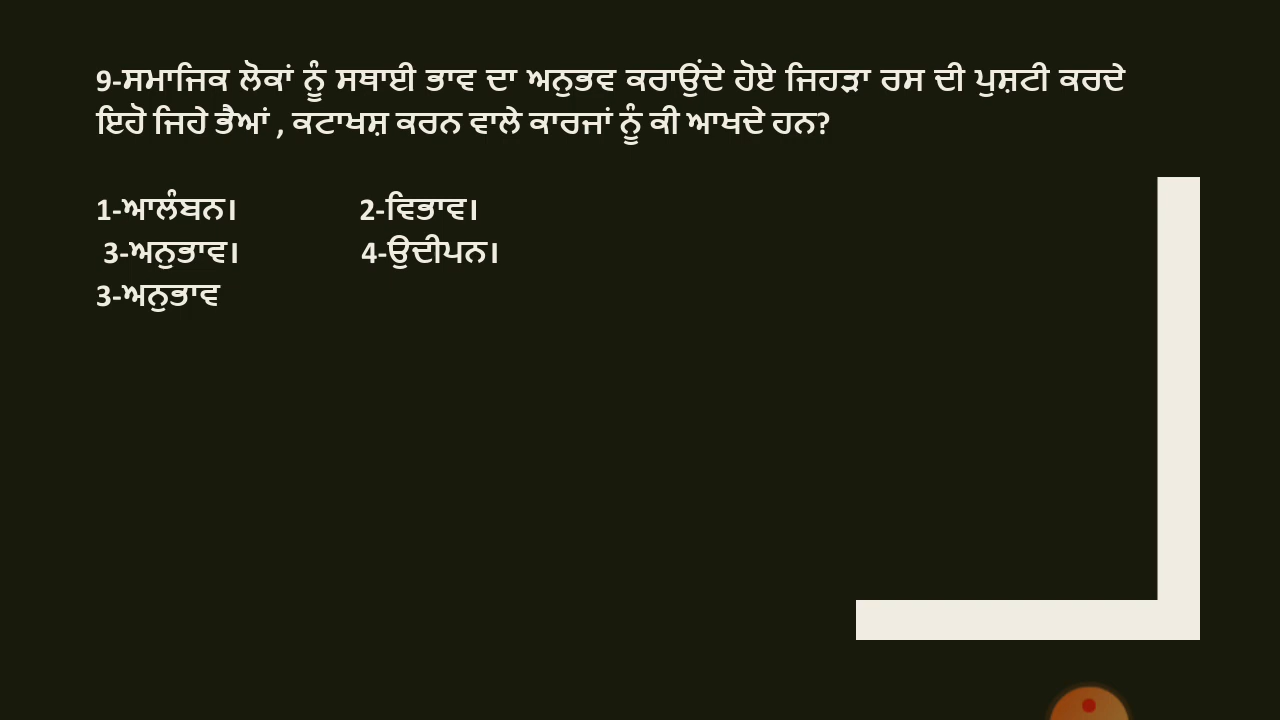 9-ਸਮਾਜਿਕ ਲੋਕਾਂ ਨੂੰ ਸਥਾਈ ਭਾਵ ਦਾ ਅਨੁਭਵ ਕਰਾਉਂਦੇ ਹੋਏ ਜਿਹੜਾ ਰਸ ਦੀ ਪੁਸ਼ਟੀ ਕਰਦੇ
ਇਹੋ ਜਿਹੇ ਭੈਆਂ , ਕਟਾਖਸ਼ ਕਰਨ ਵਾਲੇ ਕਾਰਜਾਂ ਨੂੰ ਕੀ ਆਖਦੇ ਹਨ?
1-ਆਲੰਬਨ। 2-ਵਿਭਾਵ।
3-ਅਨੁਭਾਵ। 4-ਉਦੀਪਨ।
3-ਅਨੁਭਾਵ